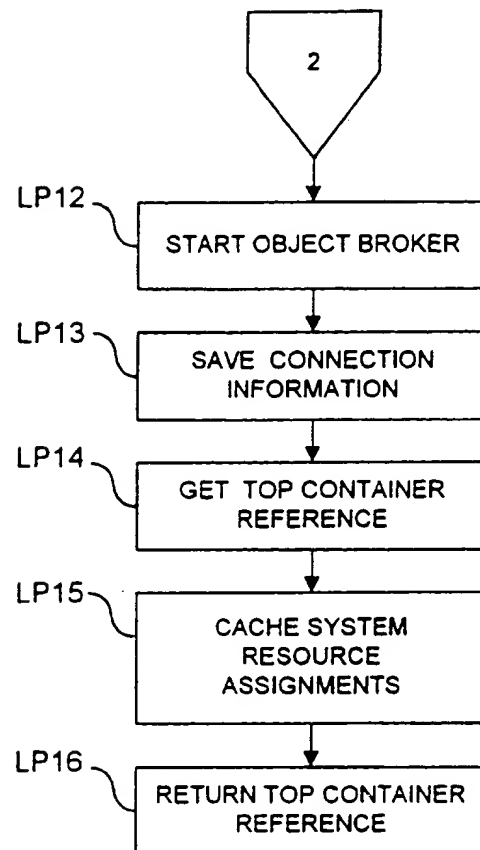 2
LP12
START OBJECT BROKER
LP13
SAVE CONNECTION
INFORMATION
LP14
GET TOP CONTAINER
REFERENCE
LP15
CACHE SYSTEM
RESOURCE
ASSIGNMENTS
LP16
RETURN TOP CONTAINER
REFERENCE